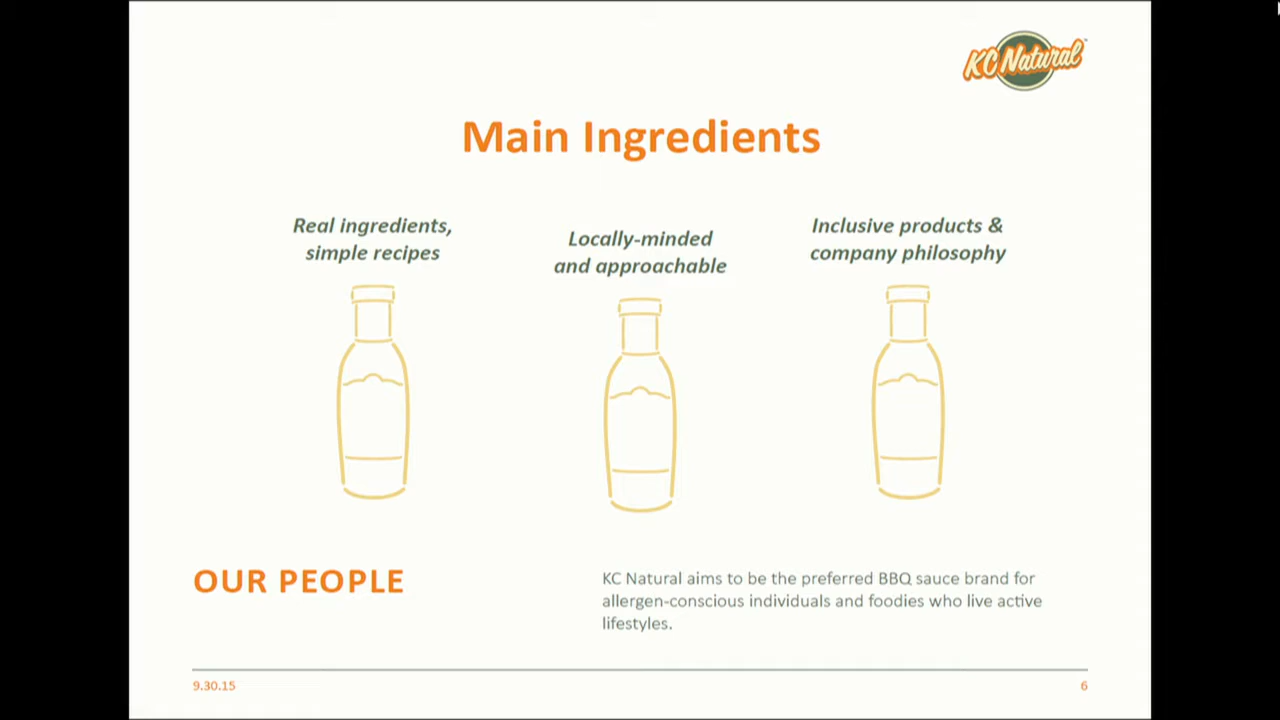 KC Natural™
Main Ingredients
Real ingredients,
simple recipes
Locally-minded
and approachable
Inclusive products &
company philosophy
OUR PEOPLE
KC Natural aims to be the preferred BBQ sauce brand for
allergen-conscious individuals and foodies who live active
lifestyles.
9.30.15
6